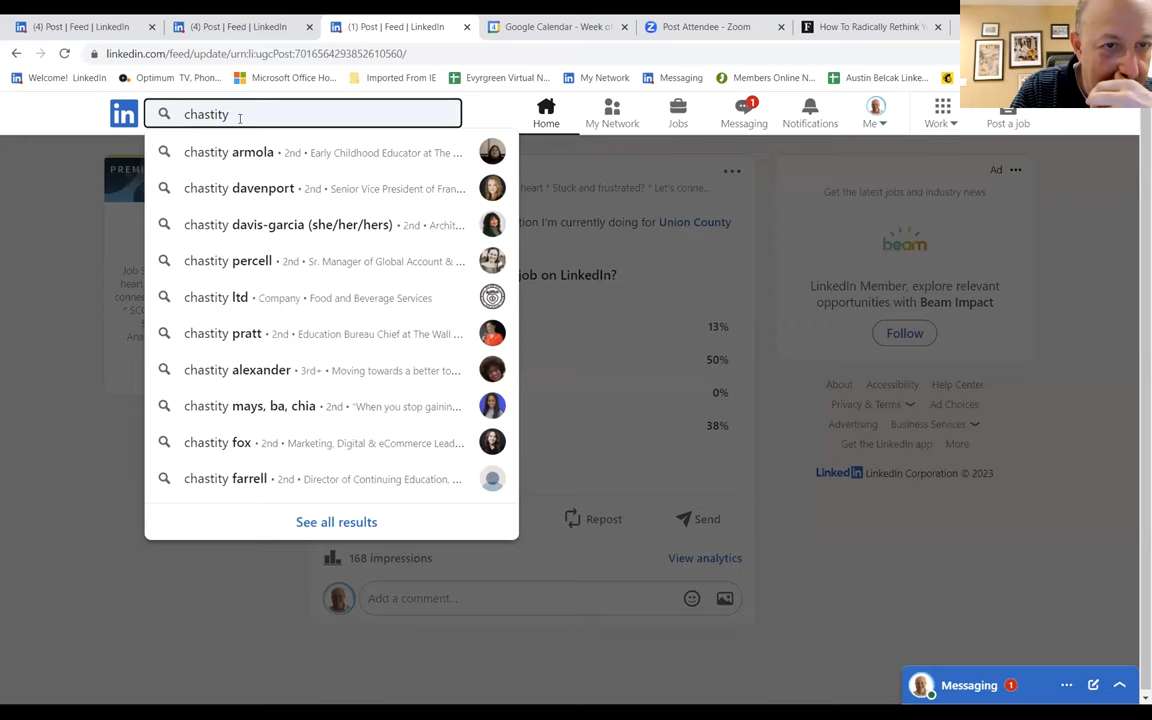 (4) Post | Feed | LinkedIn
(4) Post | Feed | LinkedIn
(1) Post | Feed | LinkedIn
Google Calendar - Week of
Post Attendee - Zoom
How To Radically Rethink
linkedin.com/feed/update/urn:li:ugcPost:7016564293852610560/
Welcome! LinkedIn
Optimum TV, Phon...
Microsoft Office Ho...
Imported From IE
Evyrgreen Virtual N...
My Network
Messaging
Members Online N...
Austin Belcak Linke...
in
chastity
Home
My Network
Jobs
1
Messaging
Notifications
Me
Work
Post a job
chastity armola • 2nd • Early Childhood Educator at The ...
chastity davenport • 2nd • Senior Vice President of Fran...
chastity davis-garcia (she/her/hers) • 2nd • Archit...
chastity percell • 2nd • Sr. Manager of Global Account & ...
chastity ltd • Company • Food and Beverage Services
chastity pratt • 2nd • Education Bureau Chief at The Wall ...
chastity alexander • 3rd+ • Moving towards a better to...
chastity mays, ba, chia • 2nd • "When you stop gainin...
chastity fox • 2nd • Marketing, Digital & eCommerce Lead...
chastity farrell • 2nd • Director of Continuing Education, ...
See all results
PREM
Job S
heart
conne
* SC
Ana
heart * Stuck and frustrated? * Let's conne...
tion I'm currently doing for Union County
job on LinkedIn?
13%
50%
0%
38%
Repost
Send
168 impressions
View analytics
Add a comment...
Ad •••
Get the latest jobs and industry news
beam
LinkedIn Member, explore relevant
opportunities with Beam Impact
Follow
About Accessibility Help Center
Privacy & Terms Ad Choices
Advertising Business Services
Get the LinkedIn app More
LinkedIn LinkedIn Corporation © 2023
Messaging 1